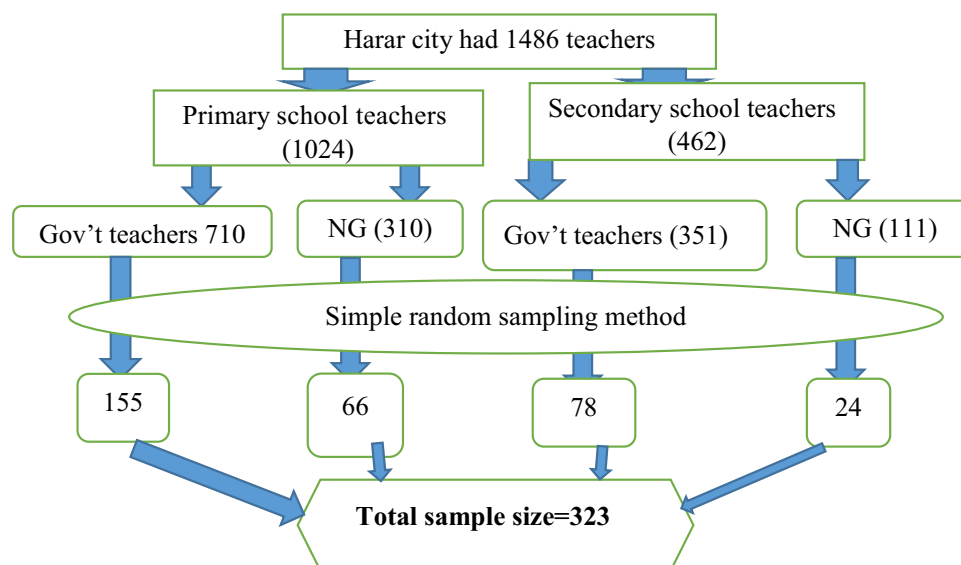 Harar city had 1486 teachers
Primary school teachers
(1024)
Secondary school teachers
(462)
Gov’t teachers 710
NG (310)
Gov’t teachers (351)
NG (111)
Simple random sampling method
155
66
78
24
Total sample size=323